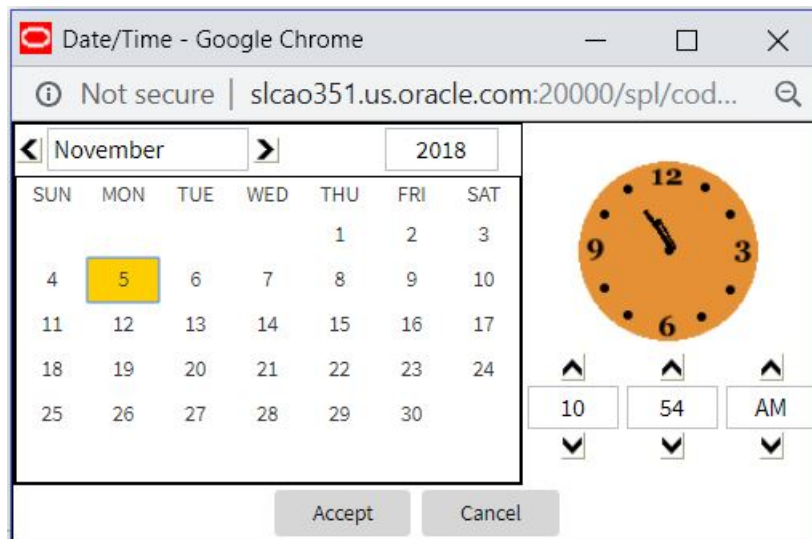 Date/Time - Google Chrome
Not secure | slcao351.us.oracle.com:20000/spl/cod...
November 2018
SUN MON TUE WED THU FRI SAT
1 2 3
4 5 6 7 8 9 10
11 12 13 14 15 16 17
18 19 20 21 22 23 24
25 26 27 28 29 30
12
9 3
6
10 54 AM
Accept Cancel